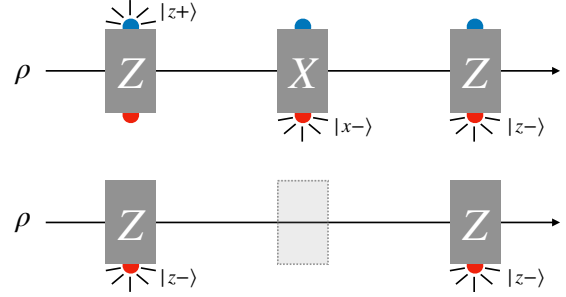 |z+⟩
ρ Z X Z
|x−⟩ |z−⟩
ρ Z Z
|z−⟩ |z−⟩